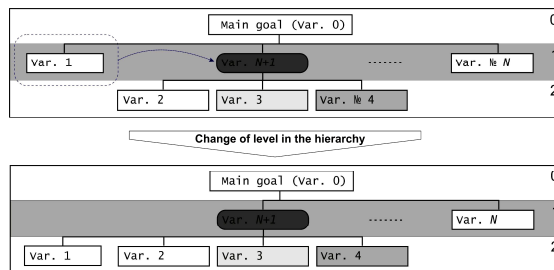 Main goal (Var. 0)
0
Var. 1
Var. N+1
-------
Var. № N
Var. 2
Var. 3
Var. № 4
2
Change of level in the hierarchy
Main goal (Var. 0)
0
Var. N+1
-------
Var. N
Var. 1
Var. 2
Var. 3
Var. 4
2